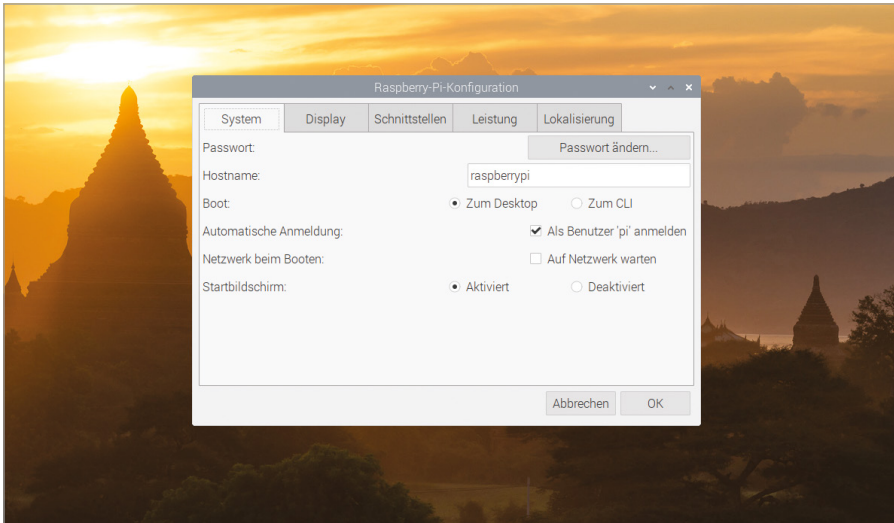 Raspberry-Pi-Konfiguration
System Display Schnittstellen Leistung Lokalisierung
Passwort: Passwort ändern...
Hostname: raspberrypi
Boot: Zum Desktop Zum CLI
Automatische Anmeldung: Als Benutzer 'pi' anmelden
Netzwerk beim Booten: Auf Netzwerk warten
Startbildschirm: Aktiviert Deaktiviert
Abbrechen OK